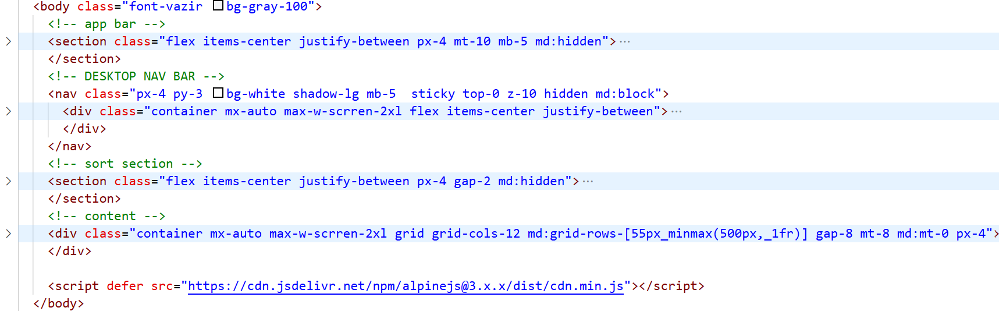 <body class="font-vazir bg-gray-100">
<!-- app bar -->
<section class="flex items-center justify-between px-4 mt-10 mb-5 md:hidden">···
</section>
<!-- DESKTOP NAV BAR -->
<nav class="px-4 py-3 bg-white shadow-lg mb-5  sticky top-0 z-10 hidden md:block">
<div class="container mx-auto max-w-scrren-2xl flex items-center justify-between">···
</div>
</nav>
<!-- sort section -->
<section class="flex items-center justify-between px-4 gap-2 md:hidden">···
</section>
<!-- content -->
<div class="container mx-auto max-w-scrren-2xl grid grid-cols-12 md:grid-rows-[55px_minmax(500px,_1fr)] gap-8 mt-8 md:mt-0 px-4">
</div>
<script defer src="https://cdn.jsdelivr.net/npm/alpinejs@3.x.x/dist/cdn.min.js"></script>
</body>